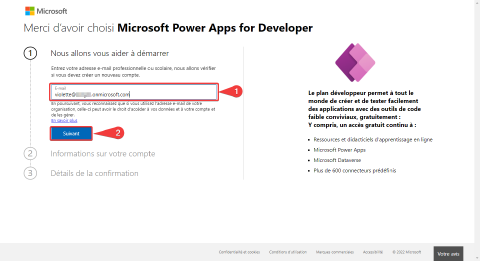 Microsoft
Merci d'avoir choisi Microsoft Power Apps for Developer
1 Nous allons vous aider à démarrer
Entrez votre adresse e-mail professionnelle ou scolaire, nous allons vérifier
si vous devez créer un nouveau compte.
E-mail
violette@ .onmicrosoft.com
1
En poursuivant, vous reconnaissez que si vous utilisez l'adresse e-mail de votre
organisation, celle-ci peut avoir le droit d'accéder à vos données et à votre compte et
de les gérer.
En savoir plus
Suivant
2
2 Informations sur votre compte
3 Détails de la confirmation
Le plan développeur permet à tout le
monde de créer et de tester facilement
des applications avec des outils de code
faible conviviaux, gratuitement :
Y compris, un accès gratuit continu à :
• Ressources et didacticiels d'apprentissage en ligne
• Microsoft Power Apps
• Microsoft Dataverse
• Plus de 600 connecteurs prédéfinis
Confidentialité et cookies Conditions d'utilisation Marques commerciales Accessibilité © 2022 Microsoft
Votre avis